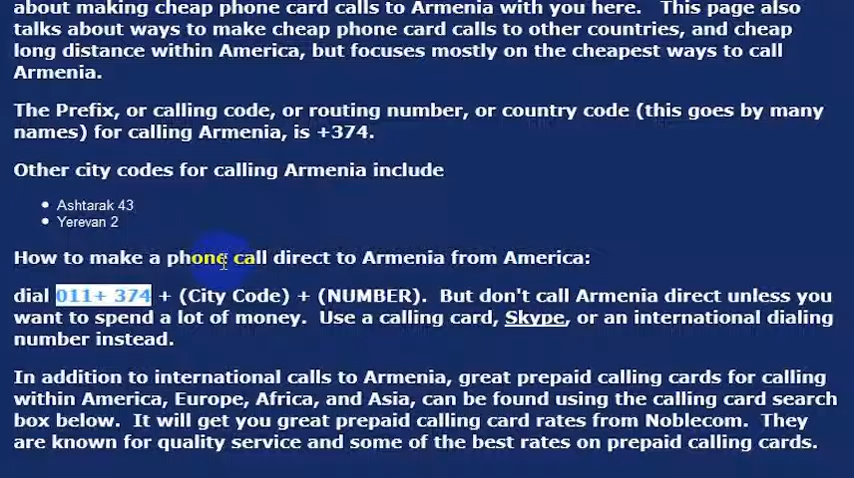 about making cheap phone card calls to Armenia with you here. This page also
talks about ways to make cheap phone card calls to other countries, and cheap
long distance within America, but focuses mostly on the cheapest ways to call
Armenia.
The Prefix, or calling code, or routing number, or country code (this goes by many
names) for calling Armenia, is +374.
Other city codes for calling Armenia include
• Ashtarak 43
• Yerevan 2
How to make a phone call direct to Armenia from America:
dial 011+ 374 + (City Code) + (NUMBER). But don't call Armenia direct unless you
want to spend a lot of money. Use a calling card, Skype, or an international dialing
number instead.
In addition to international calls to Armenia, great prepaid calling cards for calling
within America, Europe, Africa, and Asia, can be found using the calling card search
box below. It will get you great prepaid calling card rates from Noblecom. They
are known for quality service and some of the best rates on prepaid calling cards.